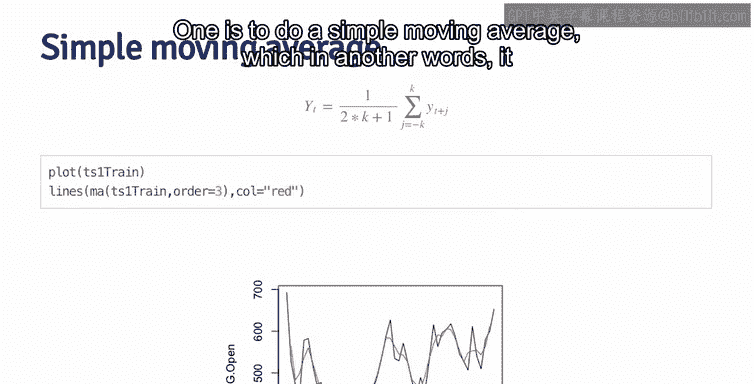 One is to do a simple moving average,
which in another words, it
Simple moving average
Y_t = 1 / (2 * k + 1) \sum_{j=-k}^{k} y_{t+j}
plot(ts1Train)
lines(ma(ts1Train,order=3),col="red")
700
600
500
G.Open